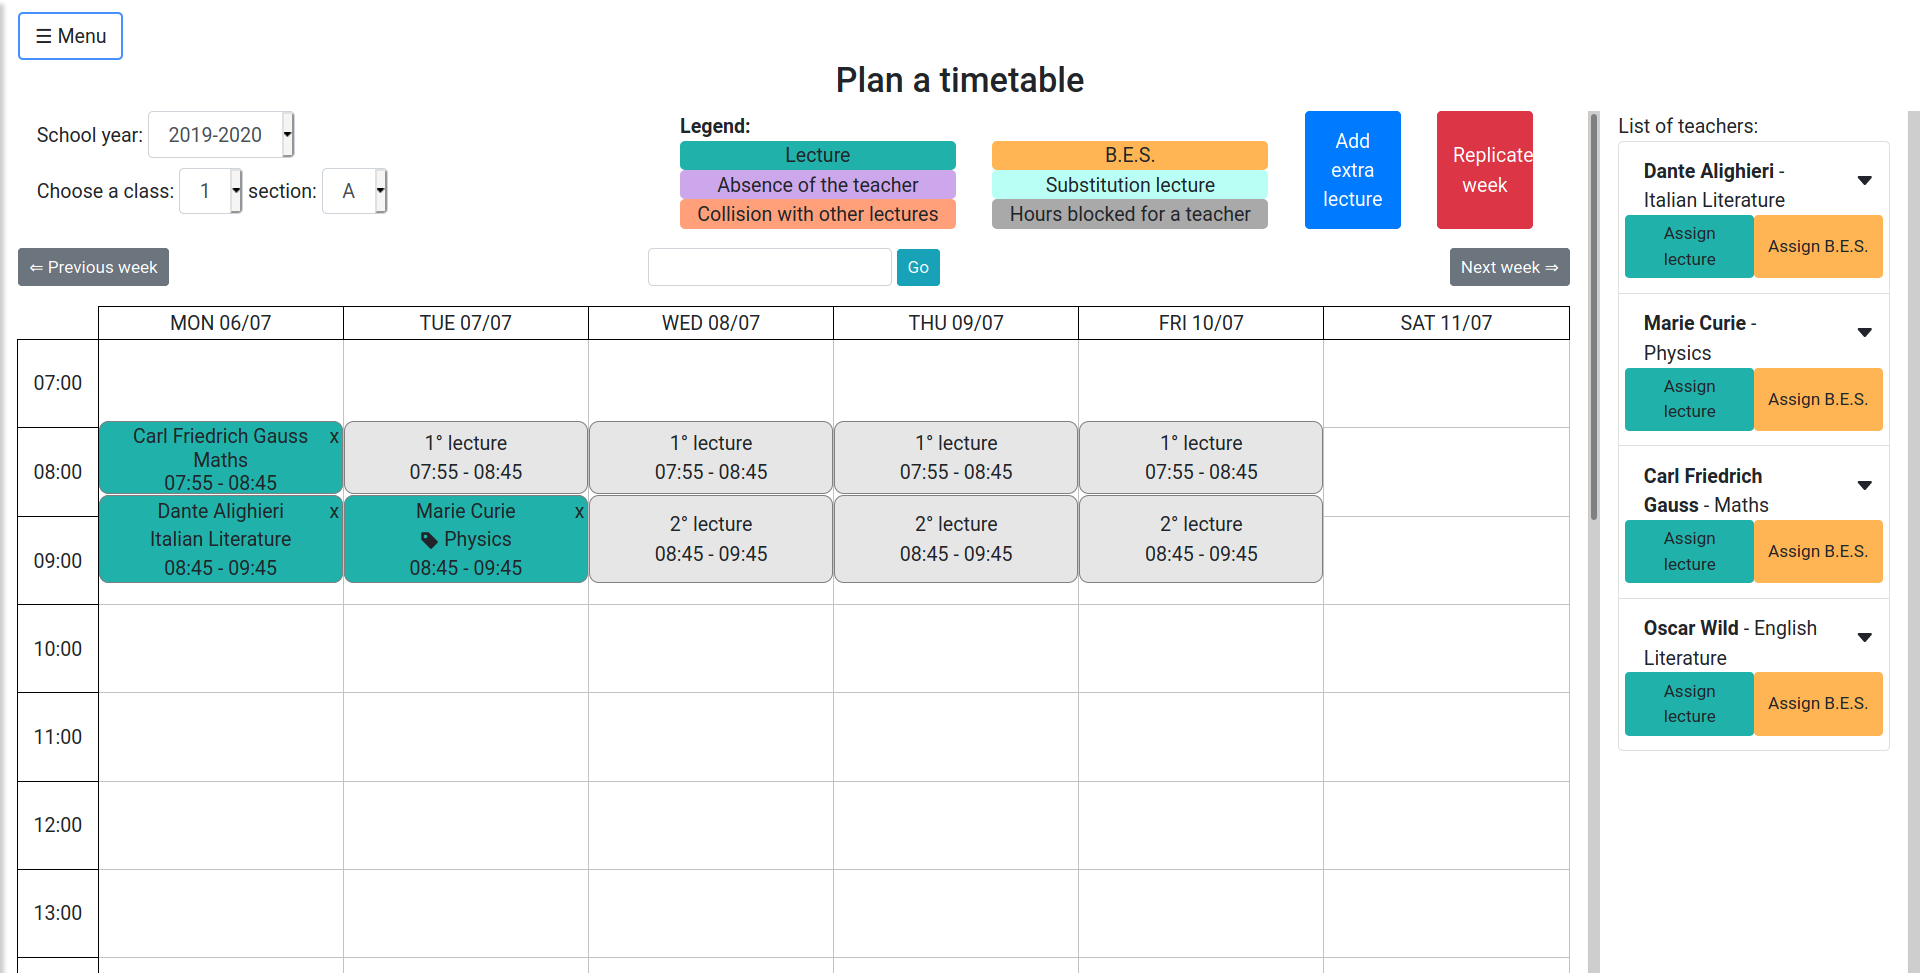 ☰ Menu
Plan a timetable
School year: 2019-2020
Choose a class: 1 section: A
Legend:
Lecture
Absence of the teacher
Collision with other lectures
B.E.S.
Substitution lecture
Hours blocked for a teacher
Add
extra
lecture
Replicate
week
⇐ Previous week
Go
Next week ⇒
MON 06/07 TUE 07/07 WED 08/07 THU 09/07 FRI 10/07 SAT 11/07
07:00
08:00
09:00
10:00
11:00
12:00
13:00
Carl Friedrich Gauss x
Maths
07:55 - 08:45
Dante Alighieri x
Italian Literature
08:45 - 09:45
1° lecture
07:55 - 08:45
Marie Curie x
Physics
08:45 - 09:45
1° lecture
07:55 - 08:45
2° lecture
08:45 - 09:45
1° lecture
07:55 - 08:45
2° lecture
08:45 - 09:45
1° lecture
07:55 - 08:45
2° lecture
08:45 - 09:45
List of teachers:
Dante Alighieri -
Italian Literature
Assign
lecture
Assign B.E.S.
Marie Curie -
Physics
Assign
lecture
Assign B.E.S.
Carl Friedrich
Gauss - Maths
Assign
lecture
Assign B.E.S.
Oscar Wild - English
Literature
Assign
lecture
Assign B.E.S.